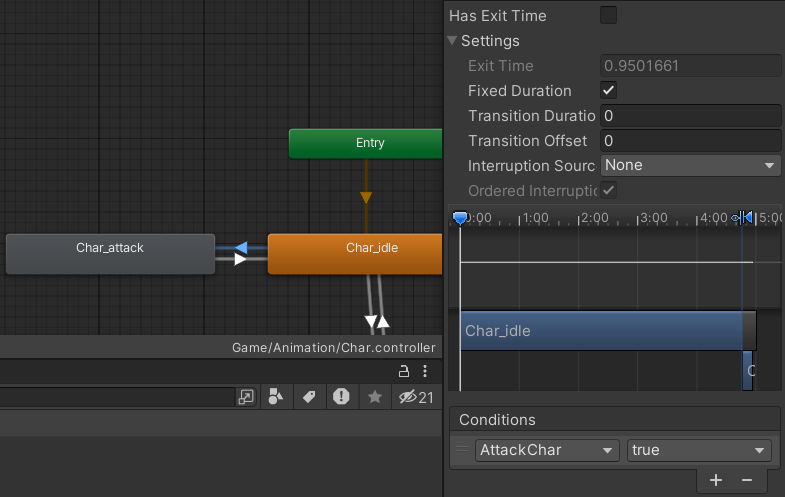 Has Exit Time
Settings
Exit Time 0.9501661
Fixed Duration
Transition Duratio 0
Transition Offset 0
Interruption Sourc None
Ordered Interruptic
0:00 1:00 2:00 3:00 4:00 5:00
Char_idle
Conditions
AttackChar true
Entry
Char_attack
Char_idle
Game/Animation/Char.controller
21